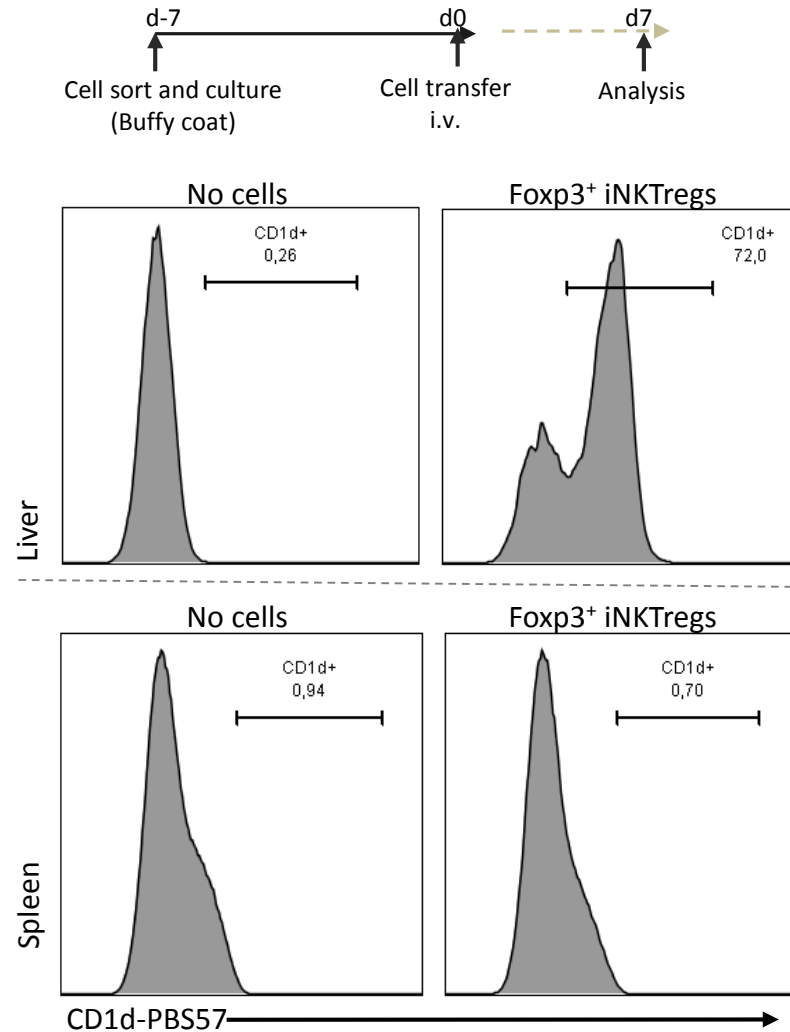 d-7 d0 d7
Cell sort and culture
(Buffy coat)
Cell transfer
i.v.
Analysis
No cells
CD1d+
0,26
Foxp3⁺ iNKTregs
CD1d+
72,0
Liver
No cells
CD1d+
0,94
Foxp3⁺ iNKTregs
CD1d+
0,70
Spleen
CD1d-PBS57